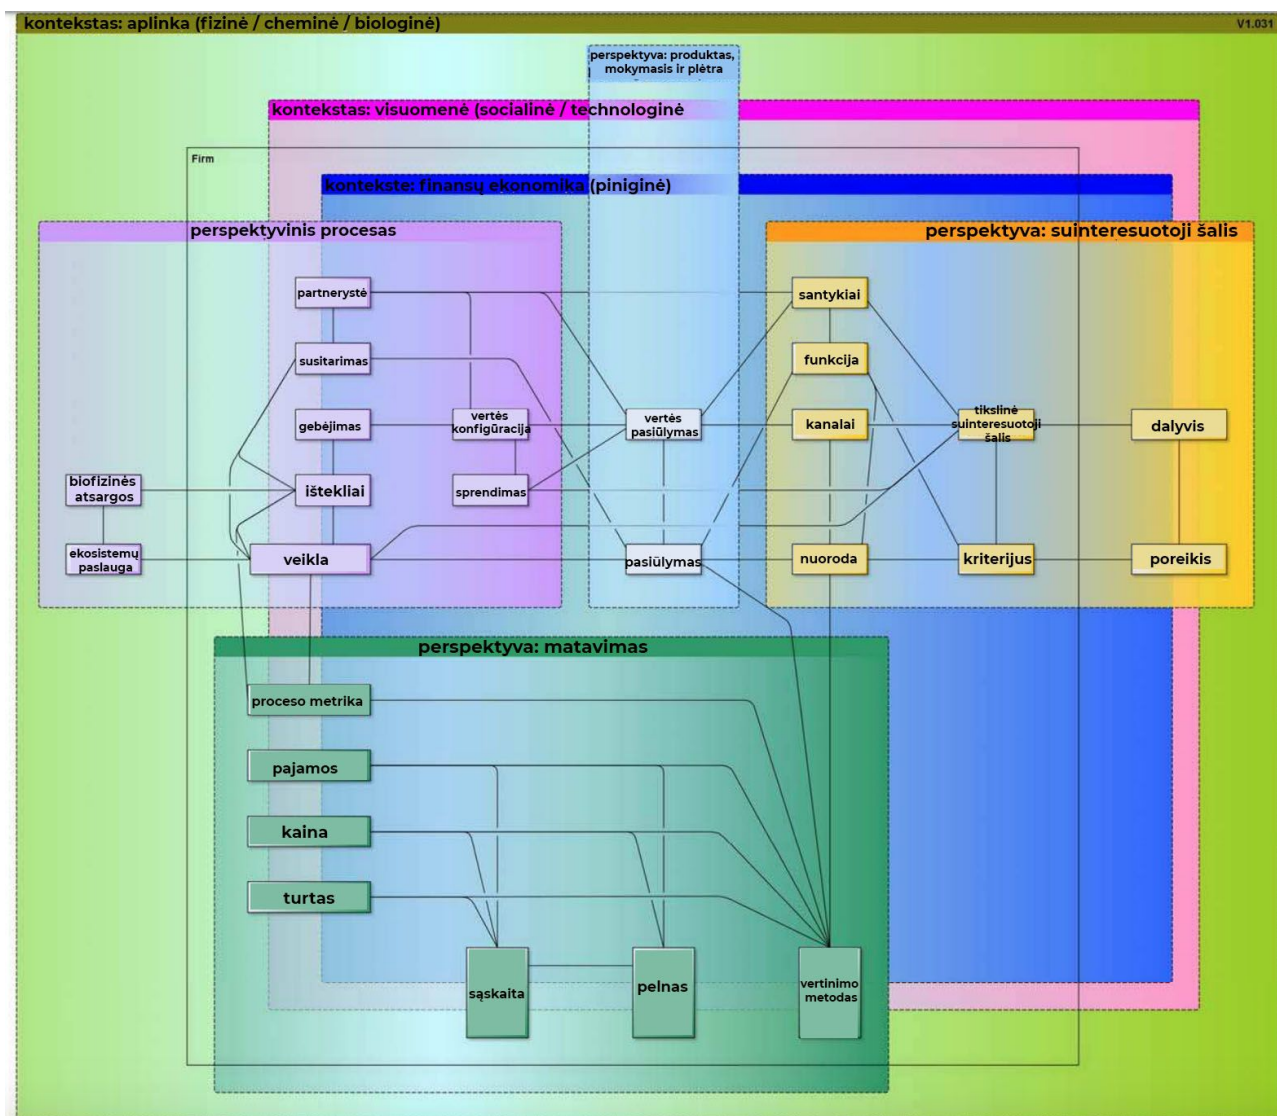 kontekstas: aplinka (fizinė / cheminė / biologinė)
V1.031
perspektyva: produktas,
mokymasis ir plėtra
kontekstas: visuomenė (socialinė / technologinė
Firm
kontekste: finansų ekonomika (piniginė)
perspektyvinis procesas
perspektyva: suinteresuotoji šalis
partnerystė
santykiai
susitarimas
funkcija
gebėjimas
vertės
konfigūracija
vertės
pasiūlymas
kanalai
tikslinė
suinteresuotoji
šalis
dalyvis
biofizinės
atsargos
ištekliai
sprendimas
ekosistemų
paslauga
veikla
pasiūlymas
nuoroda
kriterijus
poreikis
perspektyva: matavimas
proceso metrika
pajamos
kaina
turtas
sąskaita
pelnas
vertinimo
metodas